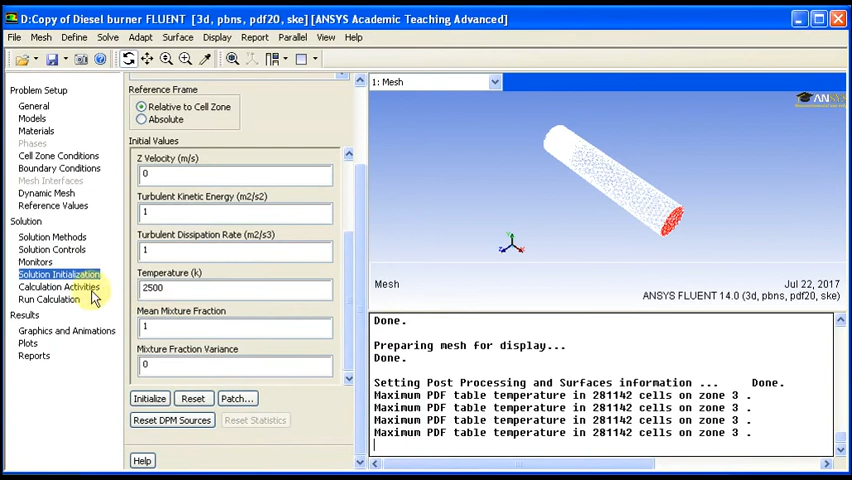 D:Copy of Diesel burner FLUENT [3d, pbns, pdf20, ske] [ANSYS Academic Teaching Advanced]
File Mesh Define Solve Adapt Surface Display Report Parallel View Help
Problem Setup
General
Models
Materials
Phases
Cell Zone Conditions
Boundary Conditions
Mesh Interfaces
Dynamic Mesh
Reference Values
Solution
Solution Methods
Solution Controls
Monitors
Solution Initialization
Calculation Activities
Run Calculation
Results
Graphics and Animations
Plots
Reports
Reference Frame
Relative to Cell Zone
Absolute
Initial Values
Z Velocity (m/s)
0
Turbulent Kinetic Energy (m2/s2)
1
Turbulent Dissipation Rate (m2/s3)
1
Temperature (k)
2500
Mean Mixture Fraction
1
Mixture Fraction Variance
0
Initialize Reset Patch...
Reset DPM Sources Reset Statistics
Help
1: Mesh
Mesh
Jul 22, 2017
ANSYS FLUENT 14.0 (3d, pbns, pdf20, ske)
Done.
Preparing mesh for display...
Done.
Setting Post Processing and Surfaces information ... Done.
Maximum PDF table temperature in 281142 cells on zone 3 .
Maximum PDF table temperature in 281142 cells on zone 3 .
Maximum PDF table temperature in 281142 cells on zone 3 .
Maximum PDF table temperature in 281142 cells on zone 3 .